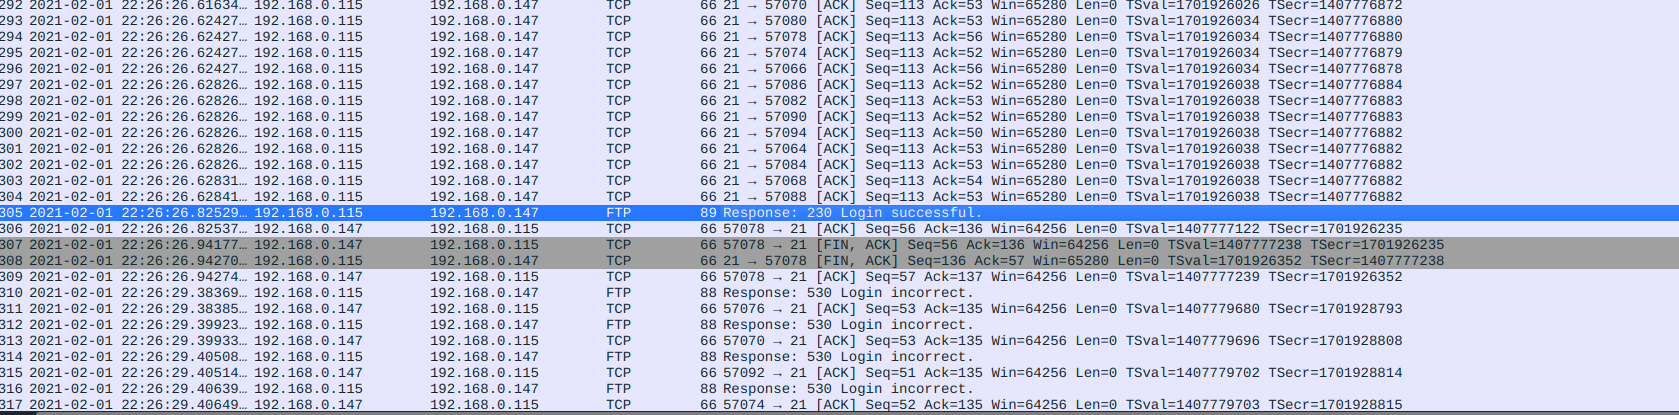 292 2021-02-01 22:26:26.61634… 192.168.0.115 192.168.0.147 TCP 66 21 → 57070 [ACK] Seq=113 Ack=53 Win=65280 Len=0 TSval=1701926026 TSecr=1407776872
293 2021-02-01 22:26:26.62427… 192.168.0.115 192.168.0.147 TCP 66 21 → 57080 [ACK] Seq=113 Ack=53 Win=65280 Len=0 TSval=1701926034 TSecr=1407776880
294 2021-02-01 22:26:26.62427… 192.168.0.115 192.168.0.147 TCP 66 21 → 57078 [ACK] Seq=113 Ack=56 Win=65280 Len=0 TSval=1701926034 TSecr=1407776880
295 2021-02-01 22:26:26.62427… 192.168.0.115 192.168.0.147 TCP 66 21 → 57074 [ACK] Seq=113 Ack=52 Win=65280 Len=0 TSval=1701926034 TSecr=1407776879
296 2021-02-01 22:26:26.62427… 192.168.0.115 192.168.0.147 TCP 66 21 → 57066 [ACK] Seq=113 Ack=56 Win=65280 Len=0 TSval=1701926034 TSecr=1407776878
297 2021-02-01 22:26:26.62826… 192.168.0.115 192.168.0.147 TCP 66 21 → 57086 [ACK] Seq=113 Ack=52 Win=65280 Len=0 TSval=1701926038 TSecr=1407776884
298 2021-02-01 22:26:26.62826… 192.168.0.115 192.168.0.147 TCP 66 21 → 57082 [ACK] Seq=113 Ack=53 Win=65280 Len=0 TSval=1701926038 TSecr=1407776883
299 2021-02-01 22:26:26.62826… 192.168.0.115 192.168.0.147 TCP 66 21 → 57090 [ACK] Seq=113 Ack=52 Win=65280 Len=0 TSval=1701926038 TSecr=1407776883
300 2021-02-01 22:26:26.62826… 192.168.0.115 192.168.0.147 TCP 66 21 → 57094 [ACK] Seq=113 Ack=50 Win=65280 Len=0 TSval=1701926038 TSecr=1407776882
301 2021-02-01 22:26:26.62826… 192.168.0.115 192.168.0.147 TCP 66 21 → 57064 [ACK] Seq=113 Ack=53 Win=65280 Len=0 TSval=1701926038 TSecr=1407776882
302 2021-02-01 22:26:26.62826… 192.168.0.115 192.168.0.147 TCP 66 21 → 57084 [ACK] Seq=113 Ack=53 Win=65280 Len=0 TSval=1701926038 TSecr=1407776882
303 2021-02-01 22:26:26.62831… 192.168.0.115 192.168.0.147 TCP 66 21 → 57068 [ACK] Seq=113 Ack=54 Win=65280 Len=0 TSval=1701926038 TSecr=1407776882
304 2021-02-01 22:26:26.62841… 192.168.0.115 192.168.0.147 TCP 66 21 → 57088 [ACK] Seq=113 Ack=53 Win=65280 Len=0 TSval=1701926038 TSecr=1407776882
305 2021-02-01 22:26:26.82529… 192.168.0.115 192.168.0.147 FTP 89 Response: 230 Login successful.
306 2021-02-01 22:26:26.82537… 192.168.0.147 192.168.0.115 TCP 66 57078 → 21 [ACK] Seq=56 Ack=136 Win=64256 Len=0 TSval=1407777122 TSecr=1701926235
307 2021-02-01 22:26:26.94177… 192.168.0.147 192.168.0.115 TCP 66 57078 → 21 [FIN, ACK] Seq=56 Ack=136 Win=64256 Len=0 TSval=1407777238 TSecr=1701926235
308 2021-02-01 22:26:26.94270… 192.168.0.115 192.168.0.147 TCP 66 21 → 57078 [FIN, ACK] Seq=136 Ack=57 Win=65280 Len=0 TSval=1701926352 TSecr=1407777238
309 2021-02-01 22:26:26.94274… 192.168.0.147 192.168.0.115 TCP 66 57078 → 21 [ACK] Seq=57 Ack=137 Win=64256 Len=0 TSval=1407777239 TSecr=1701926352
310 2021-02-01 22:26:29.38369… 192.168.0.115 192.168.0.147 FTP 88 Response: 530 Login incorrect.
311 2021-02-01 22:26:29.38385… 192.168.0.147 192.168.0.115 TCP 66 57076 → 21 [ACK] Seq=53 Ack=135 Win=64256 Len=0 TSval=1407779680 TSecr=1701928793
312 2021-02-01 22:26:29.39923… 192.168.0.115 192.168.0.147 FTP 88 Response: 530 Login incorrect.
313 2021-02-01 22:26:29.39933… 192.168.0.147 192.168.0.115 TCP 66 57070 → 21 [ACK] Seq=53 Ack=135 Win=64256 Len=0 TSval=1407779696 TSecr=1701928808
314 2021-02-01 22:26:29.40508… 192.168.0.115 192.168.0.147 FTP 88 Response: 530 Login incorrect.
315 2021-02-01 22:26:29.40514… 192.168.0.147 192.168.0.115 TCP 66 57092 → 21 [ACK] Seq=51 Ack=135 Win=64256 Len=0 TSval=1407779702 TSecr=1701928814
316 2021-02-01 22:26:29.40639… 192.168.0.115 192.168.0.147 FTP 88 Response: 530 Login incorrect.
317 2021-02-01 22:26:29.40649… 192.168.0.147 192.168.0.115 TCP 66 57074 → 21 [ACK] Seq=52 Ack=135 Win=64256 Len=0 TSval=1407779703 TSecr=1701928815